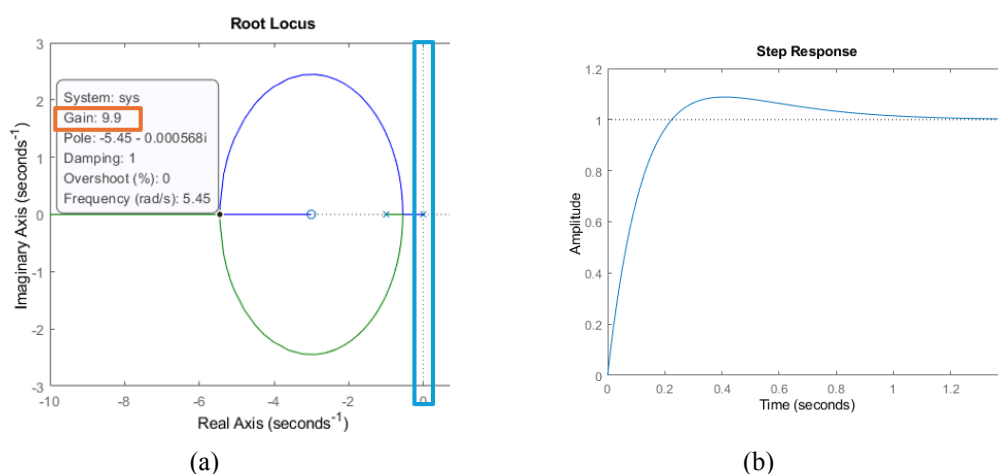 Root Locus
3
2
1
0
-1
-2
-3
Imaginary Axis (seconds⁻¹)
System: sys
Gain: 9.9
Pole: -5.45 - 0.000568i
Damping: 1
Overshoot (%): 0
Frequency (rad/s): 5.45
-10 -8 -6 -4 -2 0
Real Axis (seconds⁻¹)
(a)
Step Response
1.2
1
0.8
0.6
0.4
0.2
0
Amplitude
0 0.2 0.4 0.6 0.8 1 1.2
Time (seconds)
(b)